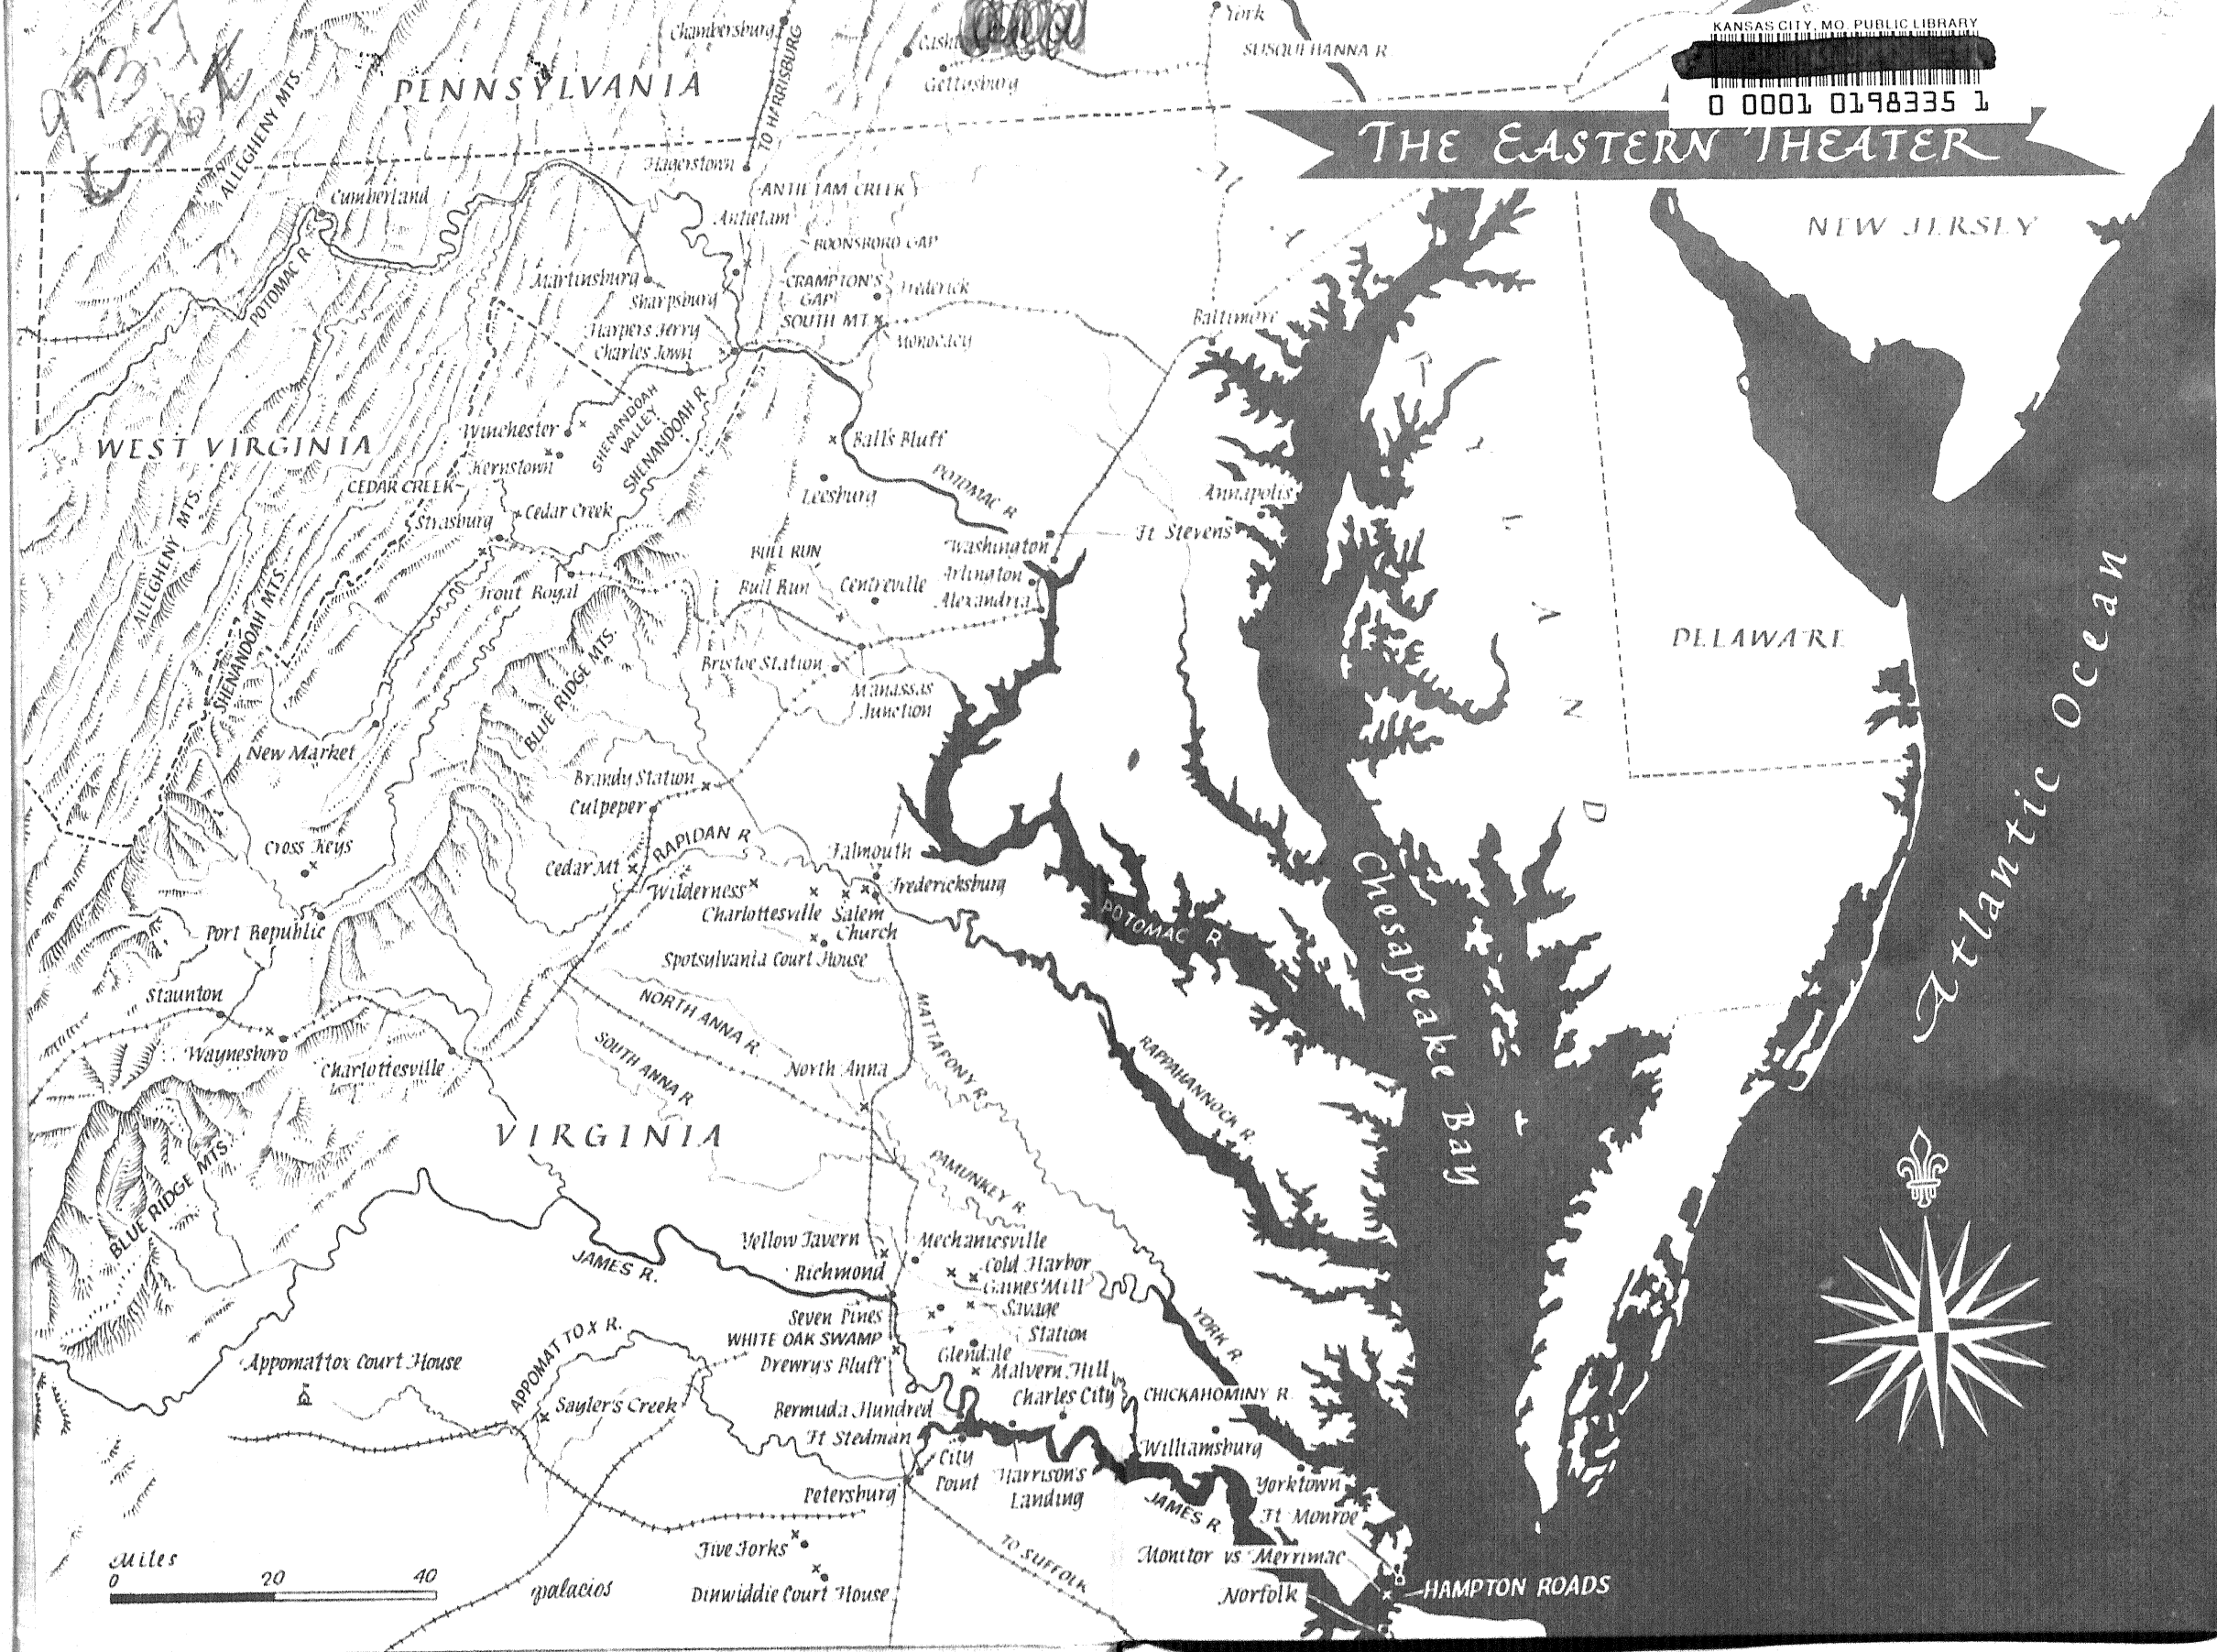 KANSAS CITY, MO. PUBLIC LIBRARY
0 0001 0198335 1
THE EASTERN THEATER
973.7
PENNSYLVANIA
Chambersburg
TO HARRISBURG
Gettysburg
York
SUSQUEHANNA R
ALLEGHENY MTS.
Hagerstown
ANTIETAM CREEK
Antietam
Cumberland
POTOMAC R.
BOONSBORO GAP
Martinsburg
Sharpsburg
CRAMPTON'S
GAP
Frederick
SOUTH MT.
Monocacy
Harpers Ferry
Charles Town
Baltimore
NEW JERSEY
M
A
R
Y
L
A
N
D
WEST VIRGINIA
Winchester
Kernstown
SHENANDOAH
VALLEY
SHENANDOAH R
Ball's Bluff
Leesburg
POTOMAC R
Annapolis
CEDAR CREEK
Strasburg
Cedar Creek
Ft Stevens
Washington
Arlington
Alexandria
BULL RUN
Bull Run
Centreville
Front Royal
ALLEGHENY MTS.
SHENANDOAH MTS.
BLUE RIDGE MTS.
Bristoe Station
Manassas
Junction
DELAWARE
Atlantic Ocean
New Market
Brandy Station
Culpeper
RAPIDAN R
Cross Keys
Cedar Mt
Falmouth
Wilderness
Fredericksburg
Charlottesville
Salem
Church
Spotsylvania Court House
POTOMAC R
Chesapeake Bay
Port Republic
Staunton
Waynesboro
Charlottesville
NORTH ANNA R.
SOUTH ANNA R.
North Anna
MATTAPONY R.
RAPPAHANNOCK R.
VIRGINIA
PAMUNKEY R.
BLUE RIDGE MTS.
JAMES R.
Yellow Tavern
Mechanicsville
Richmond
Cold Harbor
Gaines' Mill
Seven Pines
Savage
Station
WHITE OAK SWAMP
Glendale
Drewry's Bluff
Malvern Hill
YORK R.
Appomattox Court House
APPOMATTOX R.
Sayler's Creek
Charles City
CHICKAHOMINY R.
Bermuda Hundred
Ft Stedman
City
Point
Harrison's
Landing
Williamsburg
Yorktown
Petersburg
JAMES R.
Ft Monroe
Five Forks
TO SUFFOLK
Monitor vs Merrimac
Dinwiddie Court House
Norfolk
HAMPTON ROADS
Miles
0 20 40
palacios